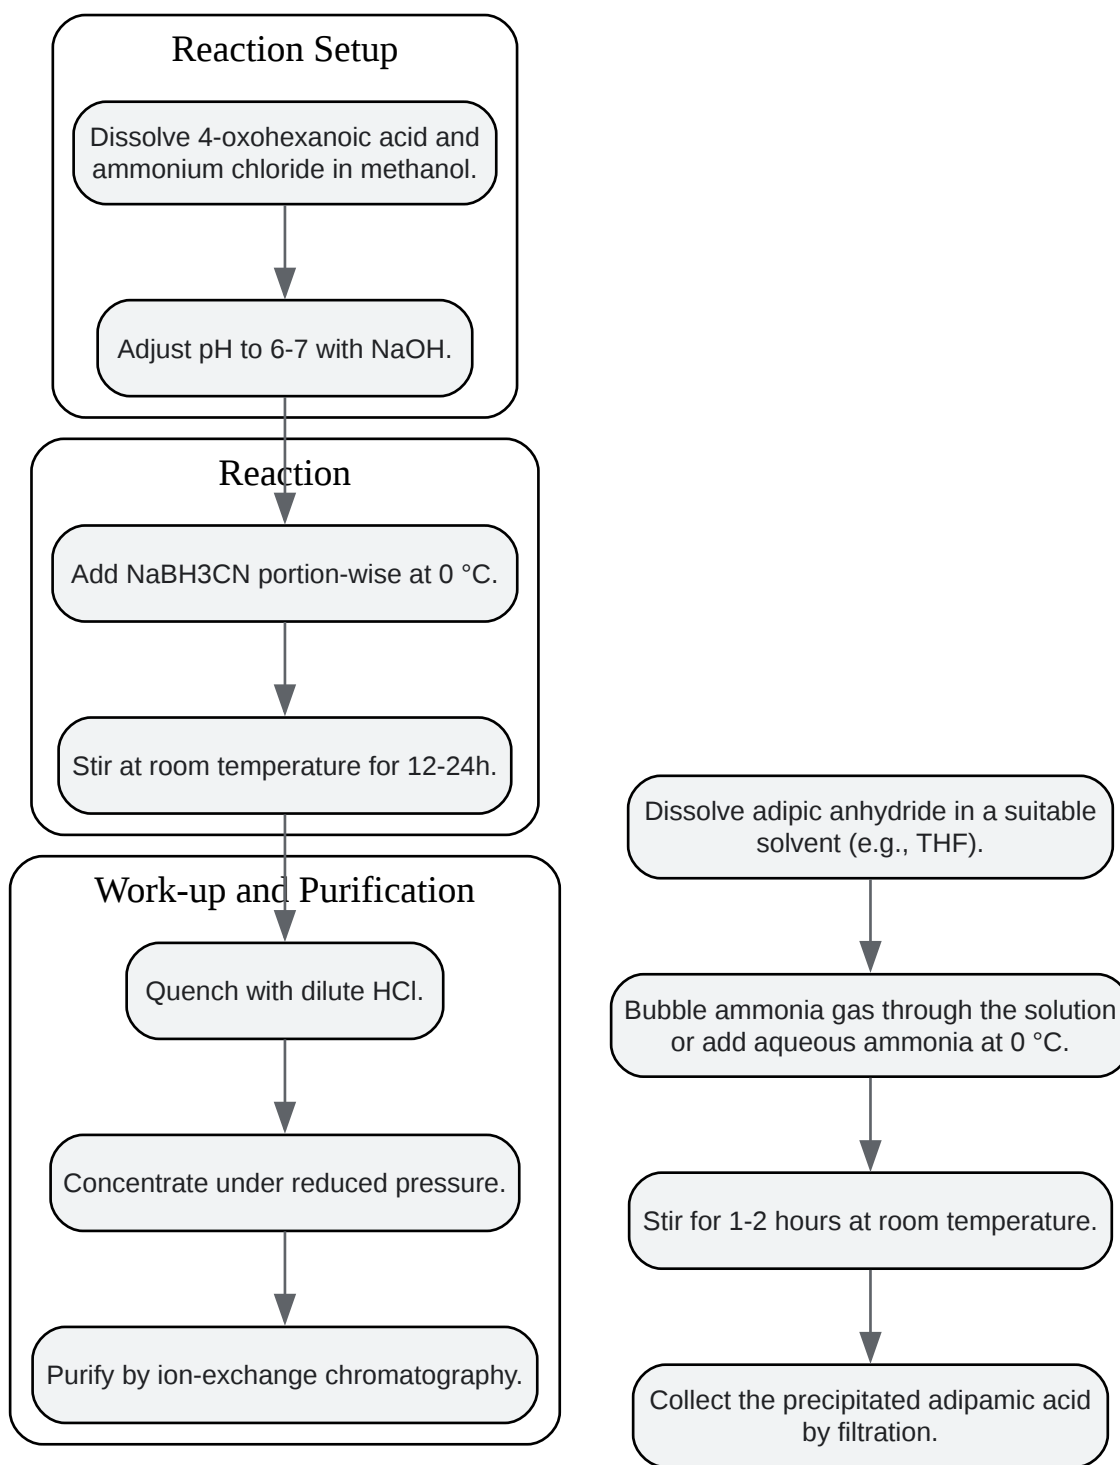 Reaction Setup
Dissolve 4-oxohexanoic acid and
ammonium chloride in methanol.
Adjust pH to 6-7 with NaOH.
Reaction
Add NaBH3CN portion-wise at 0 °C.
Stir at room temperature for 12-24h.
Work-up and Purification
Quench with dilute HCl.
Concentrate under reduced pressure.
Purify by ion-exchange chromatography.
Dissolve adipic anhydride in a suitable
solvent (e.g., THF).
Bubble ammonia gas through the solution
or add aqueous ammonia at 0 °C.
Stir for 1-2 hours at room temperature.
Collect the precipitated adipamic acid
by filtration.